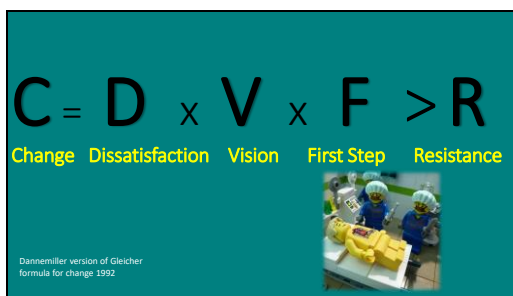 C = D x V x F > R
Change Dissatisfaction Vision First Step Resistance
Dannemiller version of Gleicher
formula for change 1992